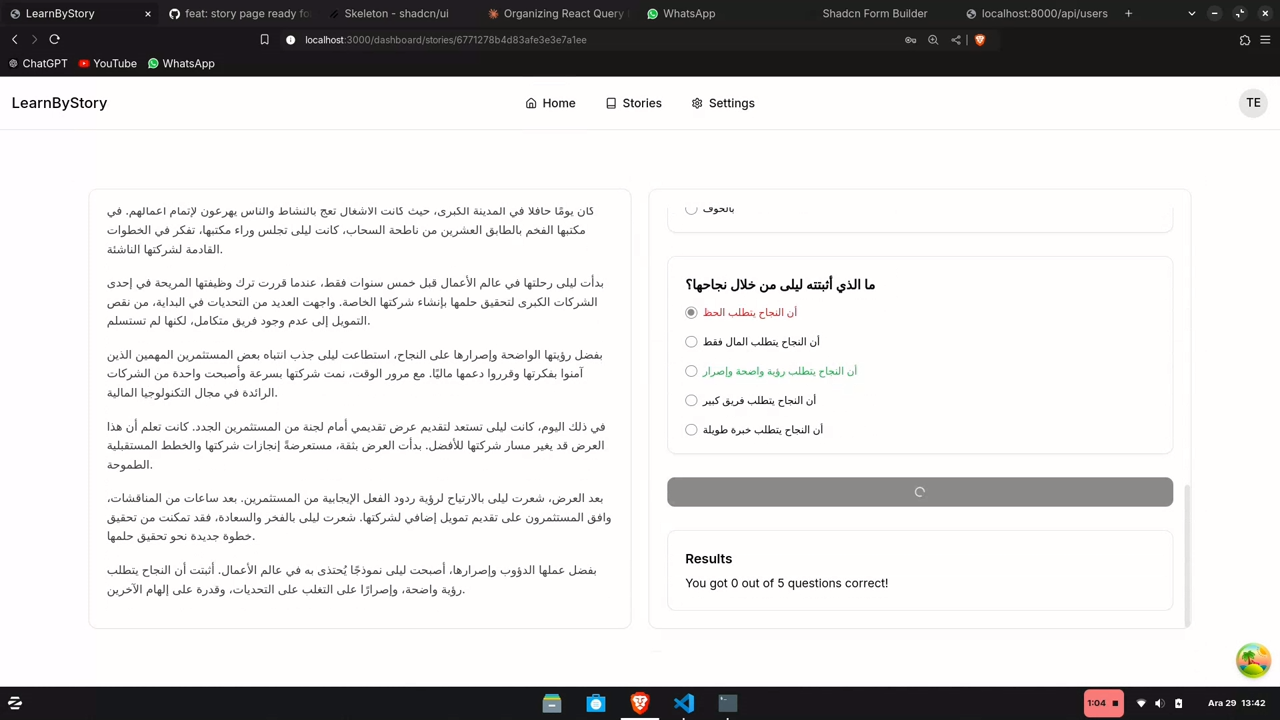 LearnByStory
feat: story page ready fo
Skeleton - shadcn/ui
Organizing React Query
WhatsApp
Shadcn Form Builder
localhost:8000/api/users
localhost:3000/dashboard/stories/6771278b4d83afe3e3e7a1ee
ChatGPT
YouTube
WhatsApp
LearnByStory
Home
Stories
Settings
TE
كان يومًا حافلًا في المدينة الكبرى، حيث كانت الأشغال تعج بالنشاط والناس يهرعون لإتمام أعمالهم. في
مكتبها الفخم بالطابق العشرين من ناطحة السحاب، كانت ليلى تجلس وراء مكتبها، تفكر في الخطوات
القادمة لشركتها الناشئة.
بدأت ليلى رحلتها في عالم الأعمال قبل خمس سنوات فقط، عندما قررت ترك وظيفتها المريحة في إحدى
الشركات الكبرى لتحقيق حلمها بإنشاء شركتها الخاصة. واجهت العديد من التحديات في البداية، من نقص
التمويل إلى عدم وجود فريق متكامل، لكنها لم تستسلم.
بفضل رؤيتها الواضحة وإصرارها على النجاح، استطاعت ليلى جذب انتباه بعض المستثمرين المهمين الذين
آمنوا بفكرتها وقرروا دعمها ماليًا. مع مرور الوقت، نمت شركتها بسرعة وأصبحت واحدة من الشركات
الرائدة في مجال التكنولوجيا المالية.
في ذلك اليوم، كانت ليلى تستعد لتقديم عرض تقديمي أمام لجنة من المستثمرين الجدد. كانت تعلم أن هذا
العرض قد يغير مسار شركتها للأفضل. بدأت العرض بثقة، مستعرضةً إنجازات شركتها والخطط المستقبلية
الطموحة.
بعد العرض، شعرت ليلى بالارتياح لرؤية ردود الفعل الإيجابية من المستثمرين. بعد ساعات من المناقشات،
وافق المستثمرون على تقديم تمويل إضافي لشركتها. شعرت ليلى بالفخر والسعادة، فقد تمكنت من تحقيق
خطوة جديدة نحو تحقيق حلمها.
بفضل عملها الدؤوب وإصرارها، أصبحت ليلى نموذجًا يُحتذى به في عالم الأعمال. أثبتت أن النجاح يتطلب
رؤية واضحة، وإصرارًا على التغلب على التحديات، وقدرة على إلهام الآخرين.
بالخوف
ما الذي أثبتته ليلى من خلال نجاحها؟
أن النجاح يتطلب الحظ
أن النجاح يتطلب المال فقط
أن النجاح يتطلب رؤية واضحة وإصرار
أن النجاح يتطلب فريق كبير
أن النجاح يتطلب خبرة طويلة
Results
You got 0 out of 5 questions correct!
1:04
Ara 29 13:42